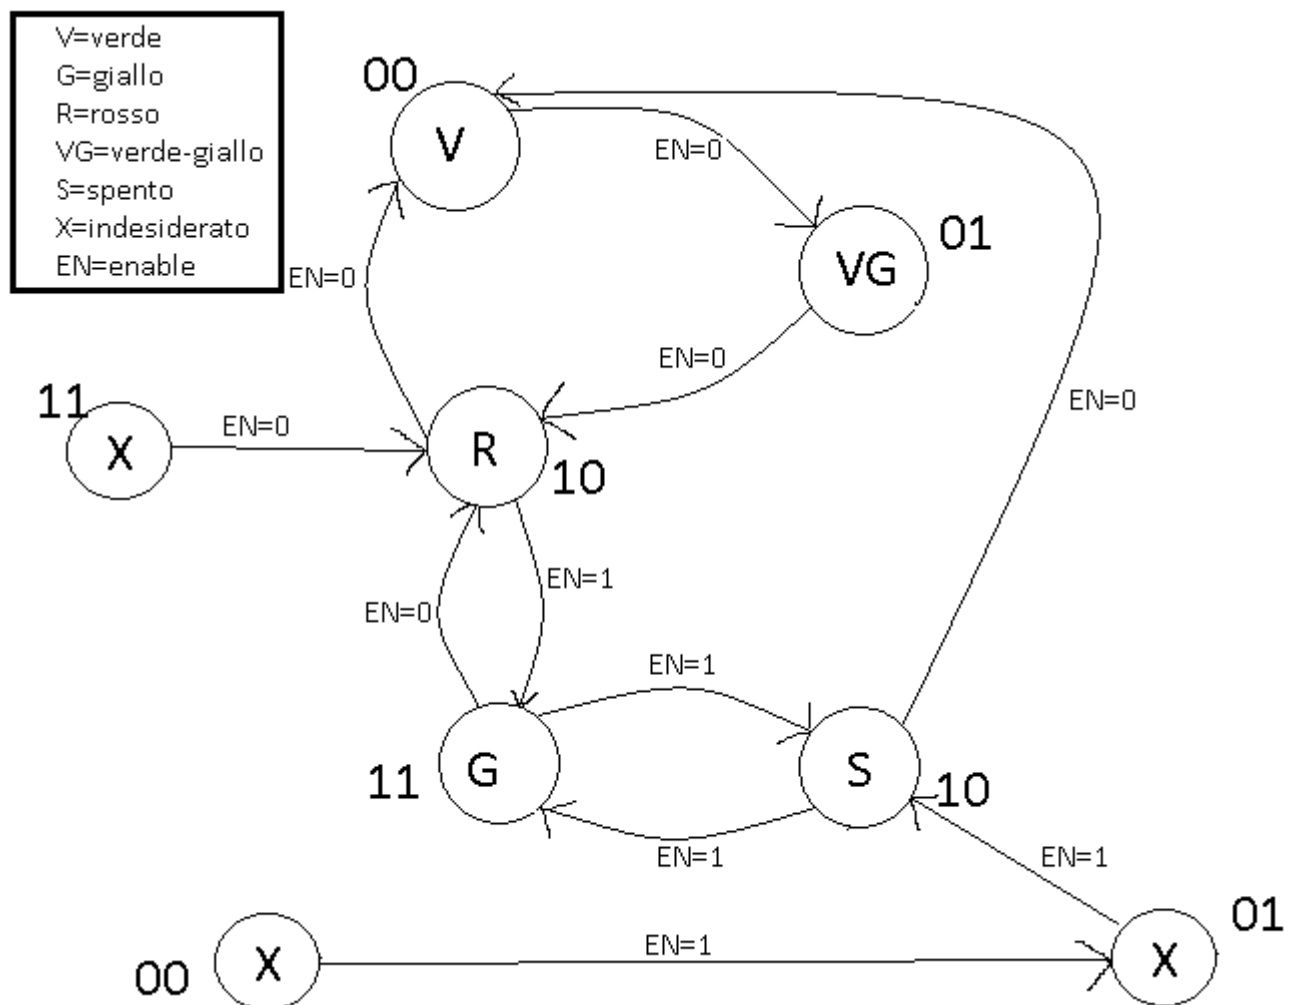 V=verde
G=giallo
R=rosso
VG=verde-giallo
S=spento
X=indesiderato
EN=enable
00
V
EN=0
01
VG
EN=0
EN=0
EN=0
11
X
EN=0
R
10
EN=1
EN=0
EN=1
G
11
S
10
EN=1
EN=1
01
X
EN=1
X
00